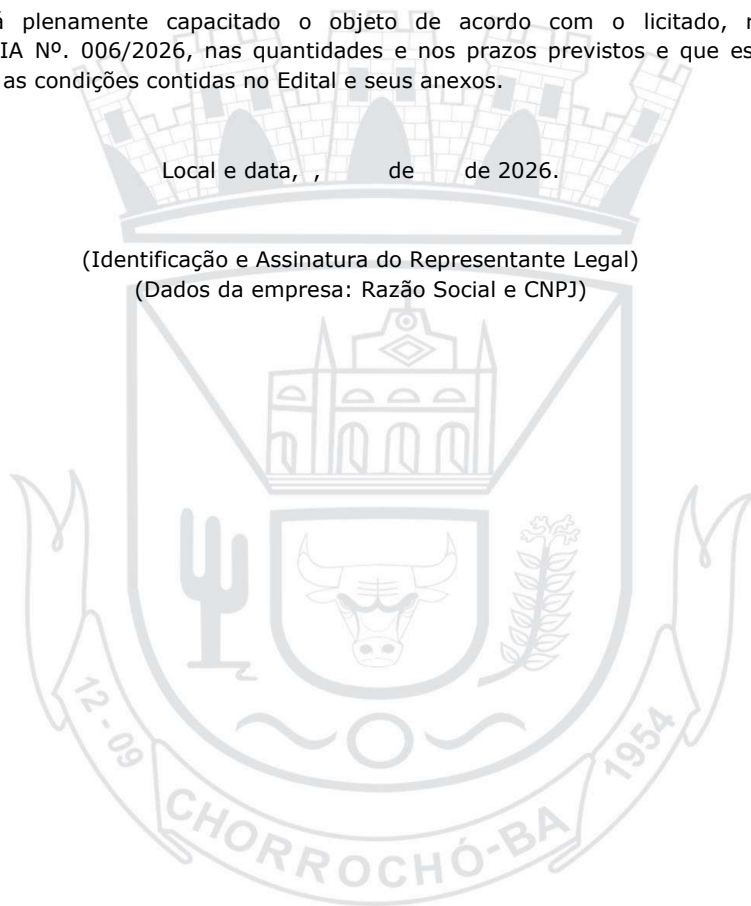 plenamente capacitado o objeto de acordo com o licitado,
Nº. 006/2026, nas quantidades e nos prazos previstos e que
as condições contidas no Edital e seus anexos.
Local e data, , de de 2026.
(Identificação e Assinatura do Representante Legal)
(Dados da empresa: Razão Social e CNPJ)
12 - 09
1954
CHORROCHÓ-BA